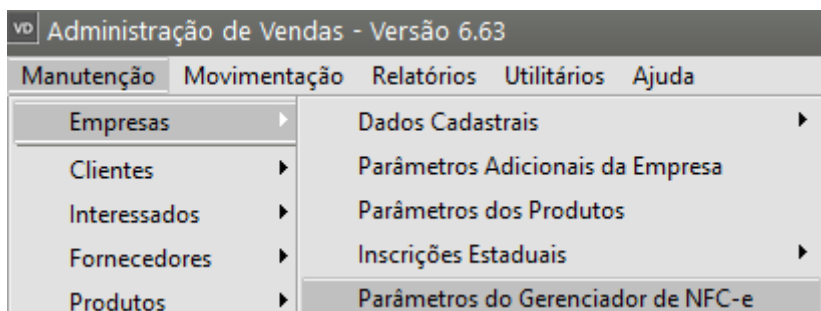 VD Administração de Vendas - Versão 6.63
Manutenção Movimentação Relatórios Utilitários Ajuda
Empresas
Clientes
Interessados
Fornecedores
Produtos
Dados Cadastrais
Parâmetros Adicionais da Empresa
Parâmetros dos Produtos
Inscrições Estaduais
Parâmetros do Gerenciador de NFC-e